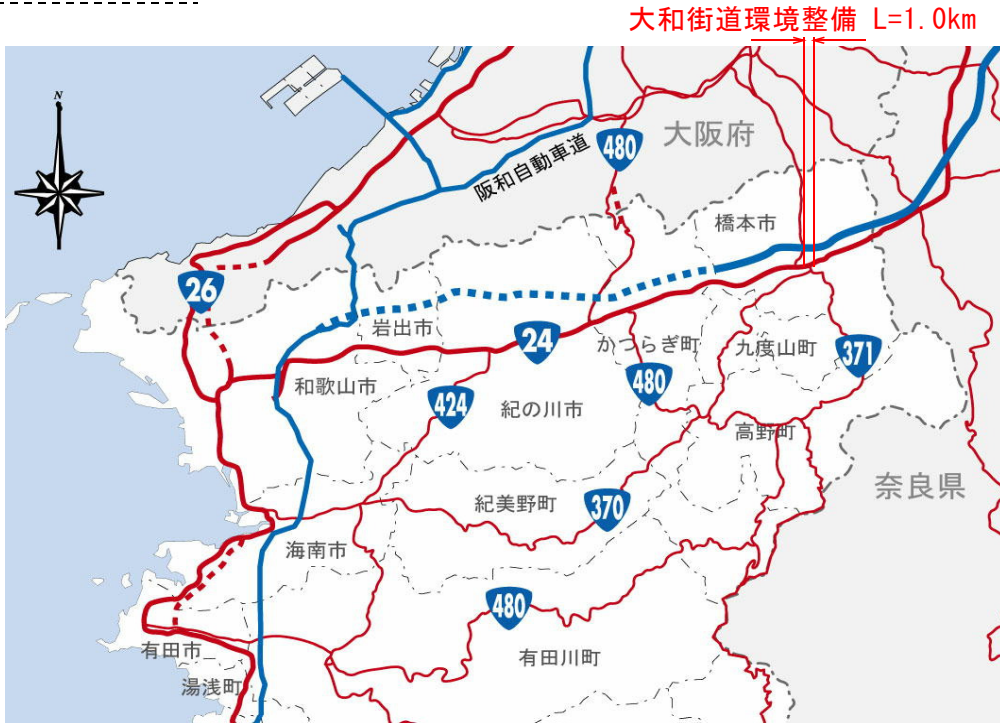 大和街道環境整備 L=1.0km
N
大阪府
480
阪和自動車道
橋本市
26
岩出市
24
かつらぎ町
九度山町
371
和歌山市
480
424
紀の川市
高野町
奈良県
紀美野町
370
海南市
480
有田市
有田川町
湯浅町